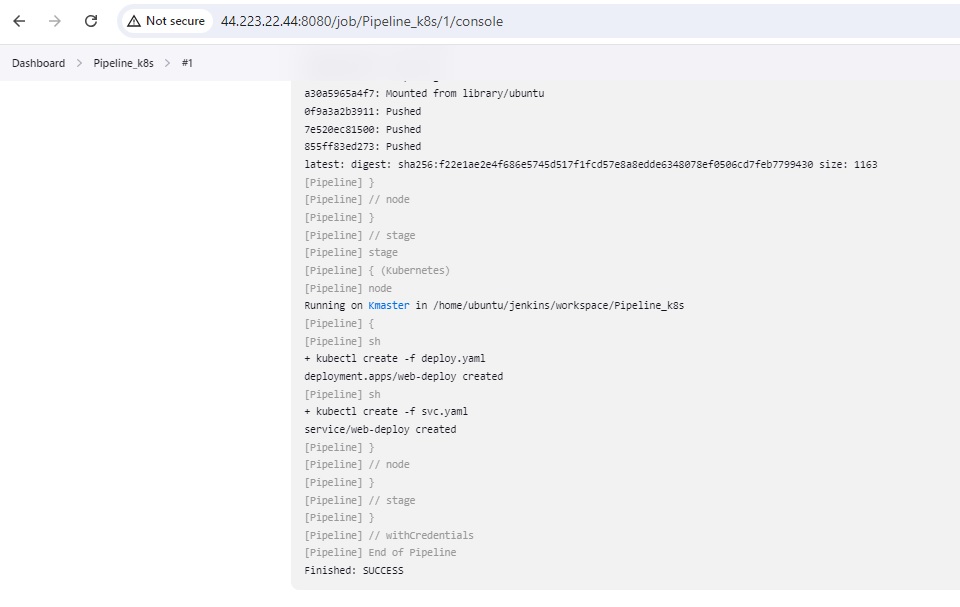 Not secure 44.223.22.44:8080/job/Pipeline_k8s/1/console
Dashboard > Pipeline_k8s > #1
a30a5965a4f7: Mounted from library/ubuntu
0f9a3a2b3911: Pushed
7e520ec81500: Pushed
855ff83ed273: Pushed
latest: digest: sha256:f22e1ae2e4f686e5745d517f1fcd57e8a8edde6348078ef0506cd7feb7799430 size: 1163
[Pipeline] }
[Pipeline] // node
[Pipeline] }
[Pipeline] // stage
[Pipeline] stage
[Pipeline] { (Kubernetes)
[Pipeline] node
Running on Kmaster in /home/ubuntu/jenkins/workspace/Pipeline_k8s
[Pipeline] {
[Pipeline] sh
+ kubectl create -f deploy.yaml
deployment.apps/web-deploy created
[Pipeline] sh
+ kubectl create -f svc.yaml
service/web-deploy created
[Pipeline] }
[Pipeline] // node
[Pipeline] }
[Pipeline] // stage
[Pipeline] }
[Pipeline] // withCredentials
[Pipeline] End of Pipeline
Finished: SUCCESS